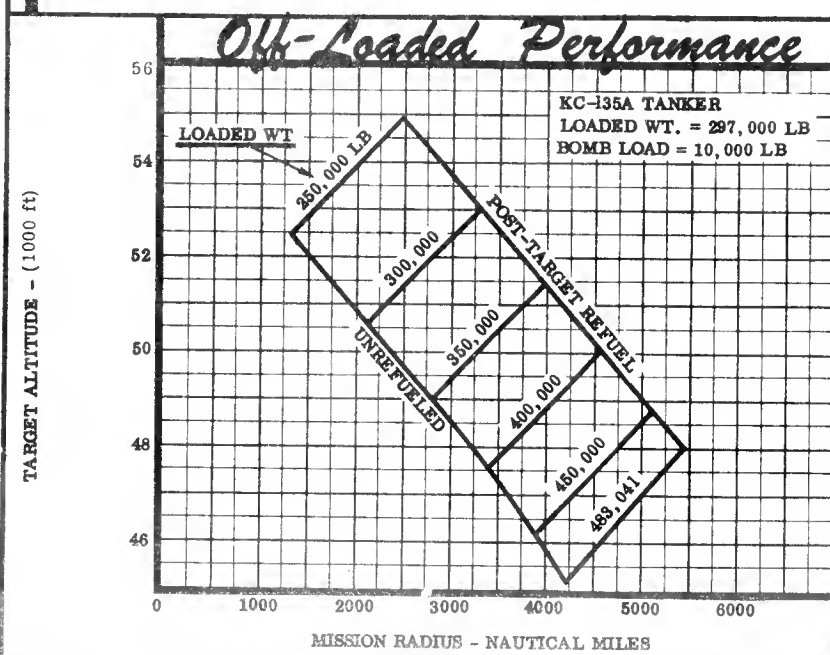 Off-Loaded Performance
KC-135A TANKER
LOADED WT. = 297,000 LB
BOMB LOAD = 10,000 LB
LOADED WT
250,000 LB
300,000
350,000
400,000
450,000
483,041
POST-TARGET REFUEL
UNREFUELED
TARGET ALTITUDE - (1000 ft)
56
54
52
50
48
46
0 1000 2000 3000 4000 5000 6000
MISSION RADIUS - NAUTICAL MILES